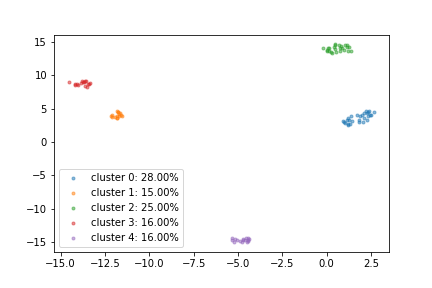 15
10
5
0
−5
−10
−15
cluster 0: 28.00%
cluster 1: 15.00%
cluster 2: 25.00%
cluster 3: 16.00%
cluster 4: 16.00%
−15.0 −12.5 −10.0 −7.5 −5.0 −2.5 0.0 2.5